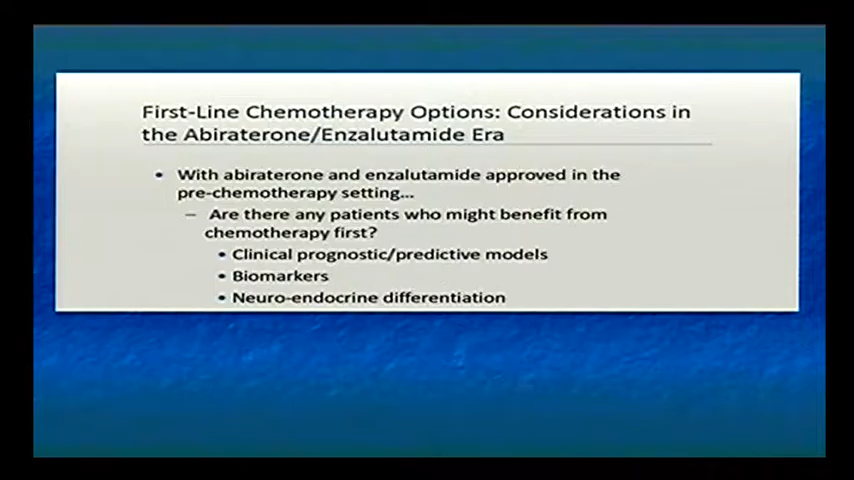 First-Line Chemotherapy Options: Considerations in
the Abiraterone/Enzalutamide Era
• With abiraterone and enzalutamide approved in the
pre-chemotherapy setting...
– Are there any patients who might benefit from
chemotherapy first?
• Clinical prognostic/predictive models
• Biomarkers
• Neuro-endocrine differentiation